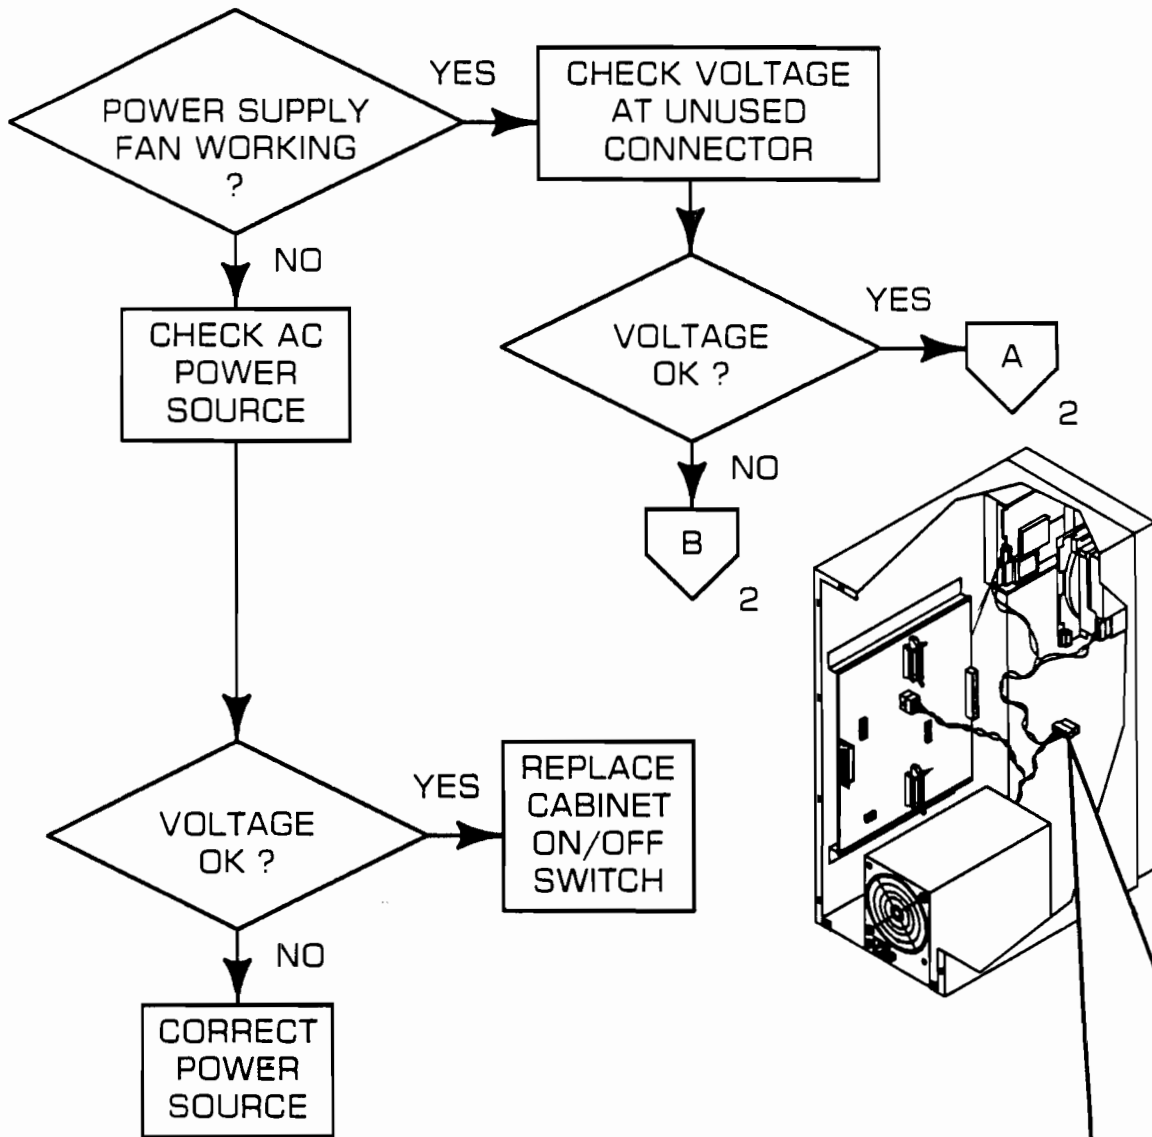 POWER SUPPLY
FAN WORKING
?
YES
CHECK VOLTAGE
AT UNUSED
CONNECTOR
NO
CHECK AC
POWER
SOURCE
VOLTAGE
OK ?
YES
A
2
NO
B
2
VOLTAGE
OK ?
YES
REPLACE
CABINET
ON/OFF
SWITCH
NO
CORRECT
POWER
SOURCE